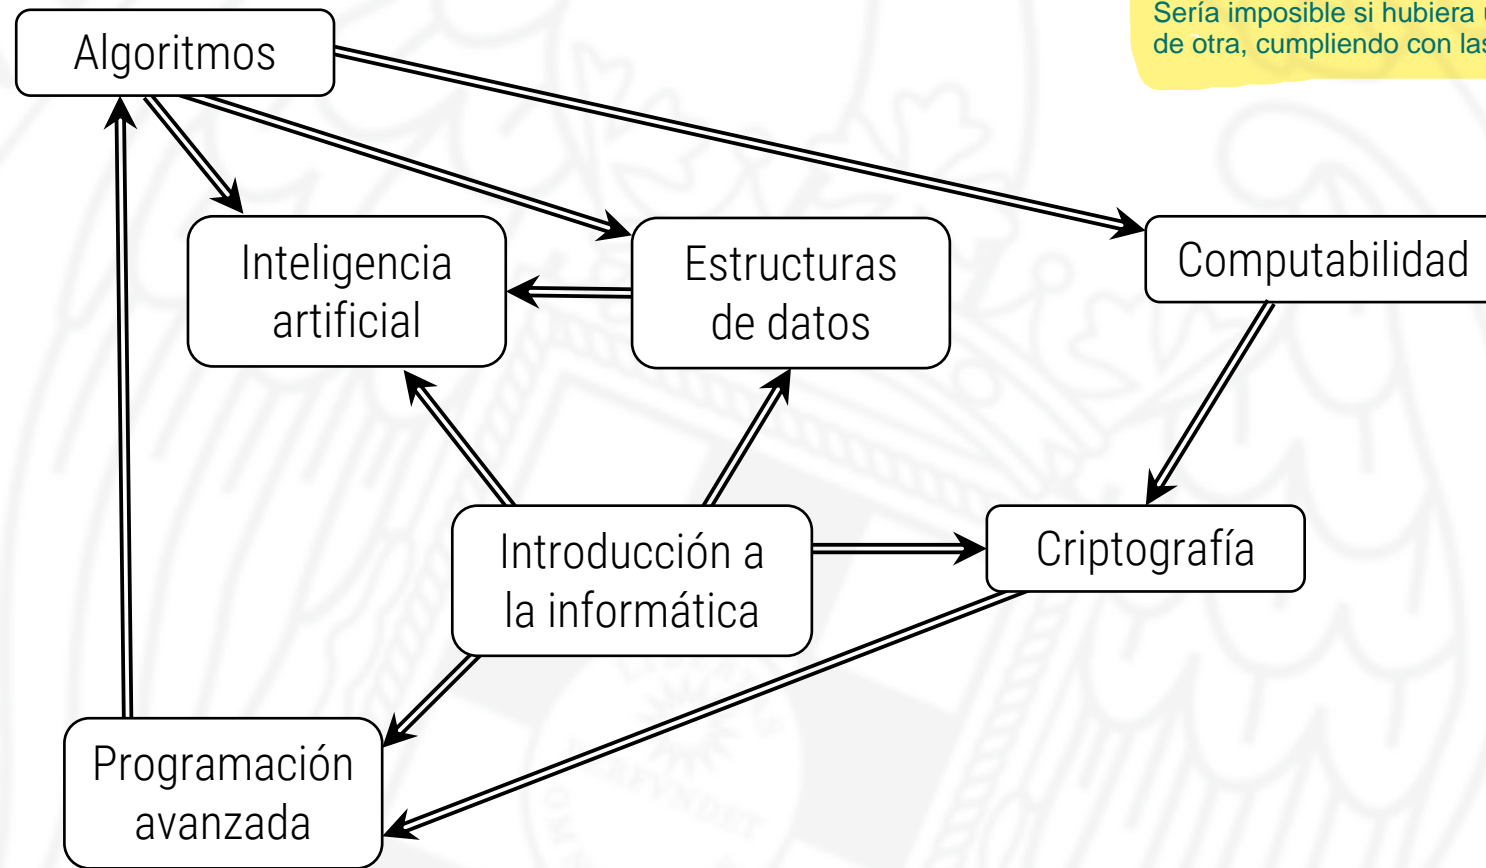 Sería imposible si hubiera
de otra, cumpliendo con las
Algoritmos
Inteligencia
artificial
Estructuras
de datos
Computabilidad
Introducción a
la informática
Criptografía
Programación
avanzada